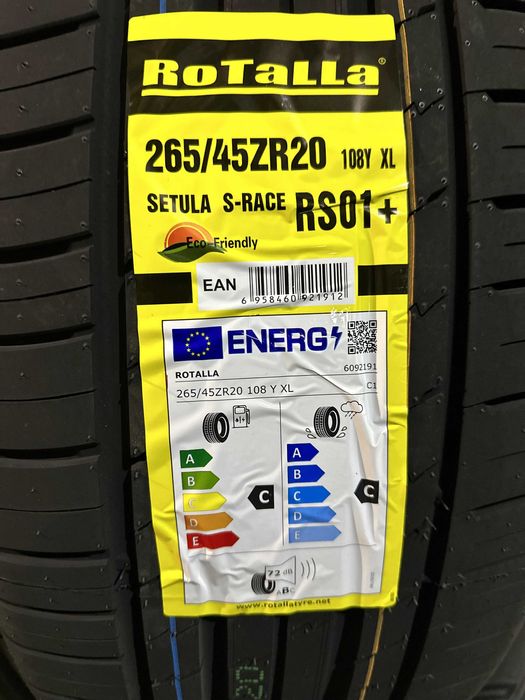 RoTaLLa®
265/45ZR20 108Y XL
SETULA S-RACE RS01+
Eco-Friendly
EAN
6 958460 921912
ENERG
ROTALLA
6092191
265/45ZR20 108 Y XL
C1
A
B
C
D
E
C
A
B
C
D
E
C
72 dB
ABC
www.rotallatyre.net